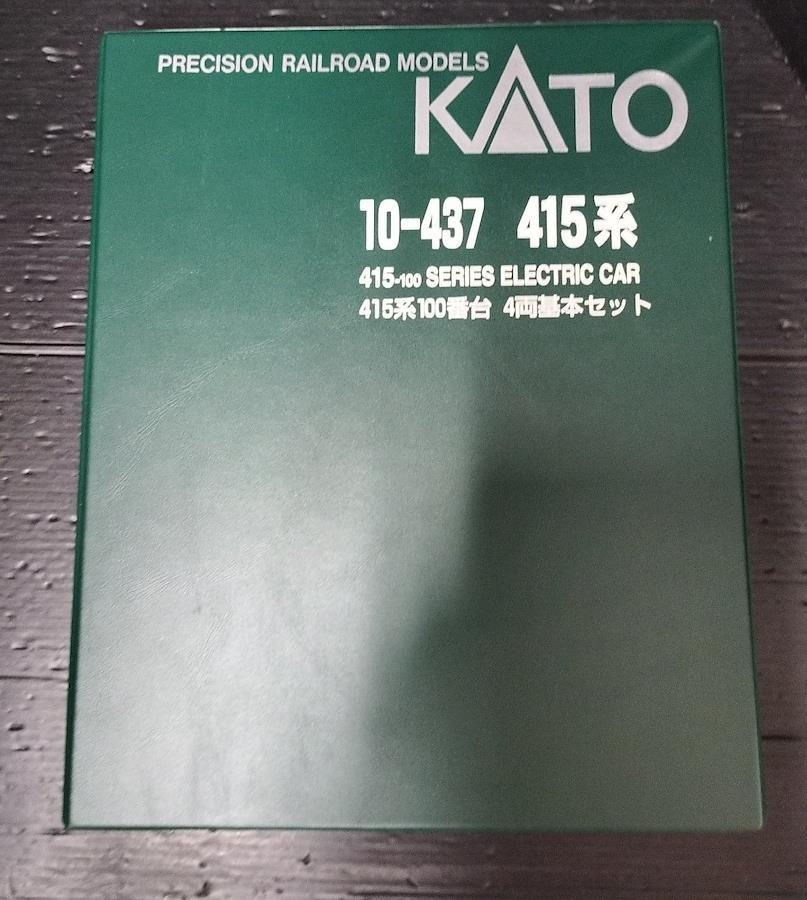 PRECISION RAILROAD MODELS
KATO
10-437 415系
415-100 SERIES ELECTRIC CAR
415系100番台 4両基本セット